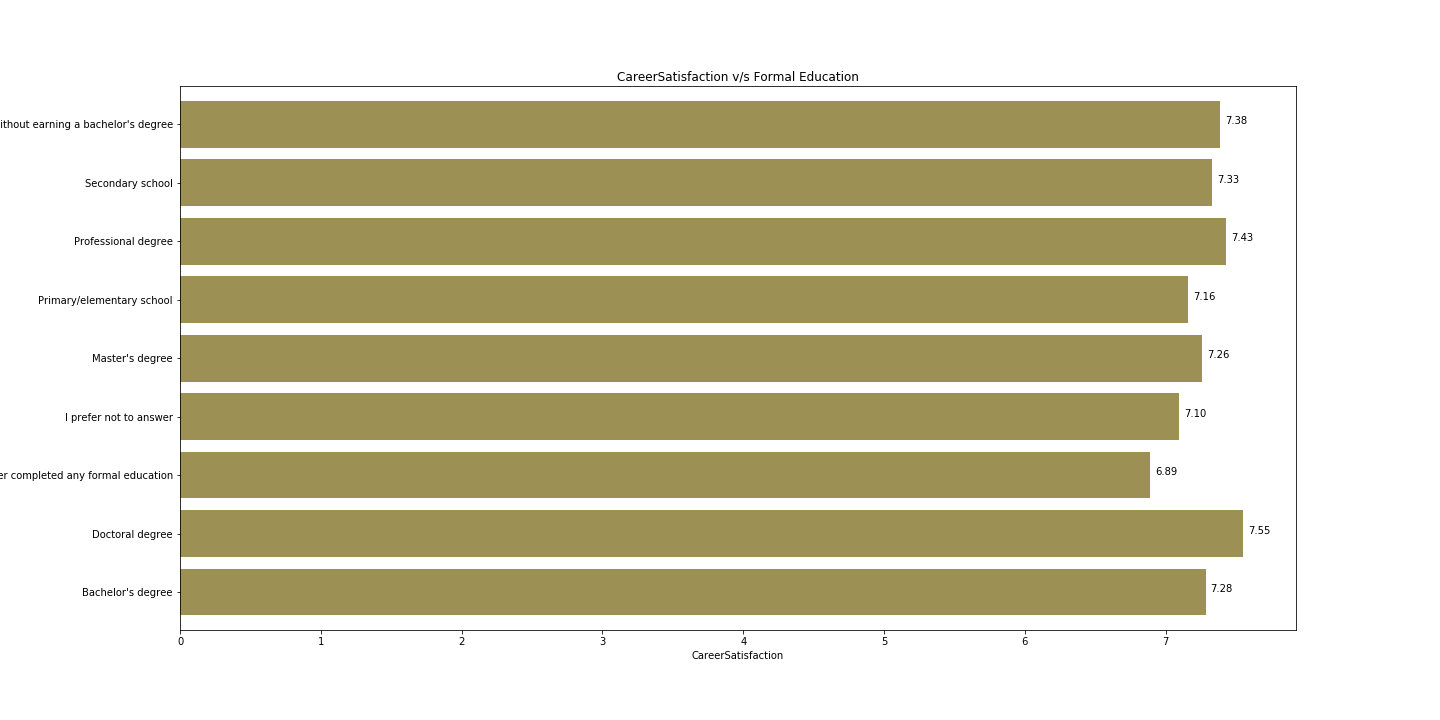 CareerSatisfaction v/s Formal Education
earning a bachelor's degree 7.38
Secondary school 7.33
Professional degree 7.43
Primary/elementary school 7.16
Master's degree 7.26
I prefer not to answer 7.10
completed any formal education 6.89
Doctoral degree 7.55
Bachelor's degree 7.28
0 1 2 3 4 5 6 7
CareerSatisfaction